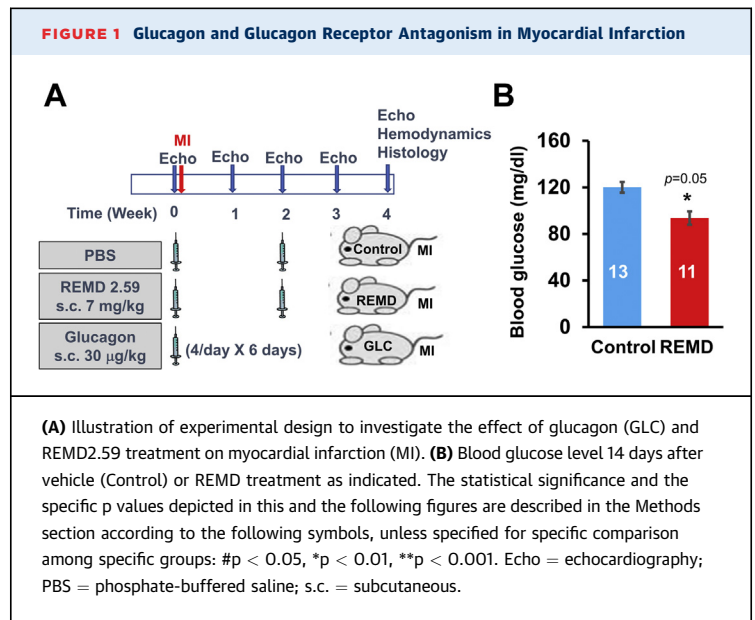 FIGURE 1 Glucagon and Glucagon Receptor Antagonism in Myocardial Infarction
A
MI
Echo Echo Echo Echo
Echo
Hemodynamics
Histology
Time (Week) 0 1 2 3 4
PBS
Control MI
REMD 2.59
s.c. 7 mg/kg
REMD MI
Glucagon
s.c. 30 µg/kg
(4/day X 6 days)
GLC MI
B
Blood glucose (mg/dl)
160
120
80
40
0
p=0.05
*
13
11
Control REMD
(A) Illustration of experimental design to investigate the effect of glucagon (GLC) and
REMD2.59 treatment on myocardial infarction (MI). (B) Blood glucose level 14 days after
vehicle (Control) or REMD treatment as indicated. The statistical significance and the
specific p values depicted in this and the following figures are described in the Methods
section according to the following symbols, unless specified for specific comparison
among specific groups: #p < 0.05, *p < 0.01, **p < 0.001. Echo = echocardiography;
PBS = phosphate-buffered saline; s.c. = subcutaneous.